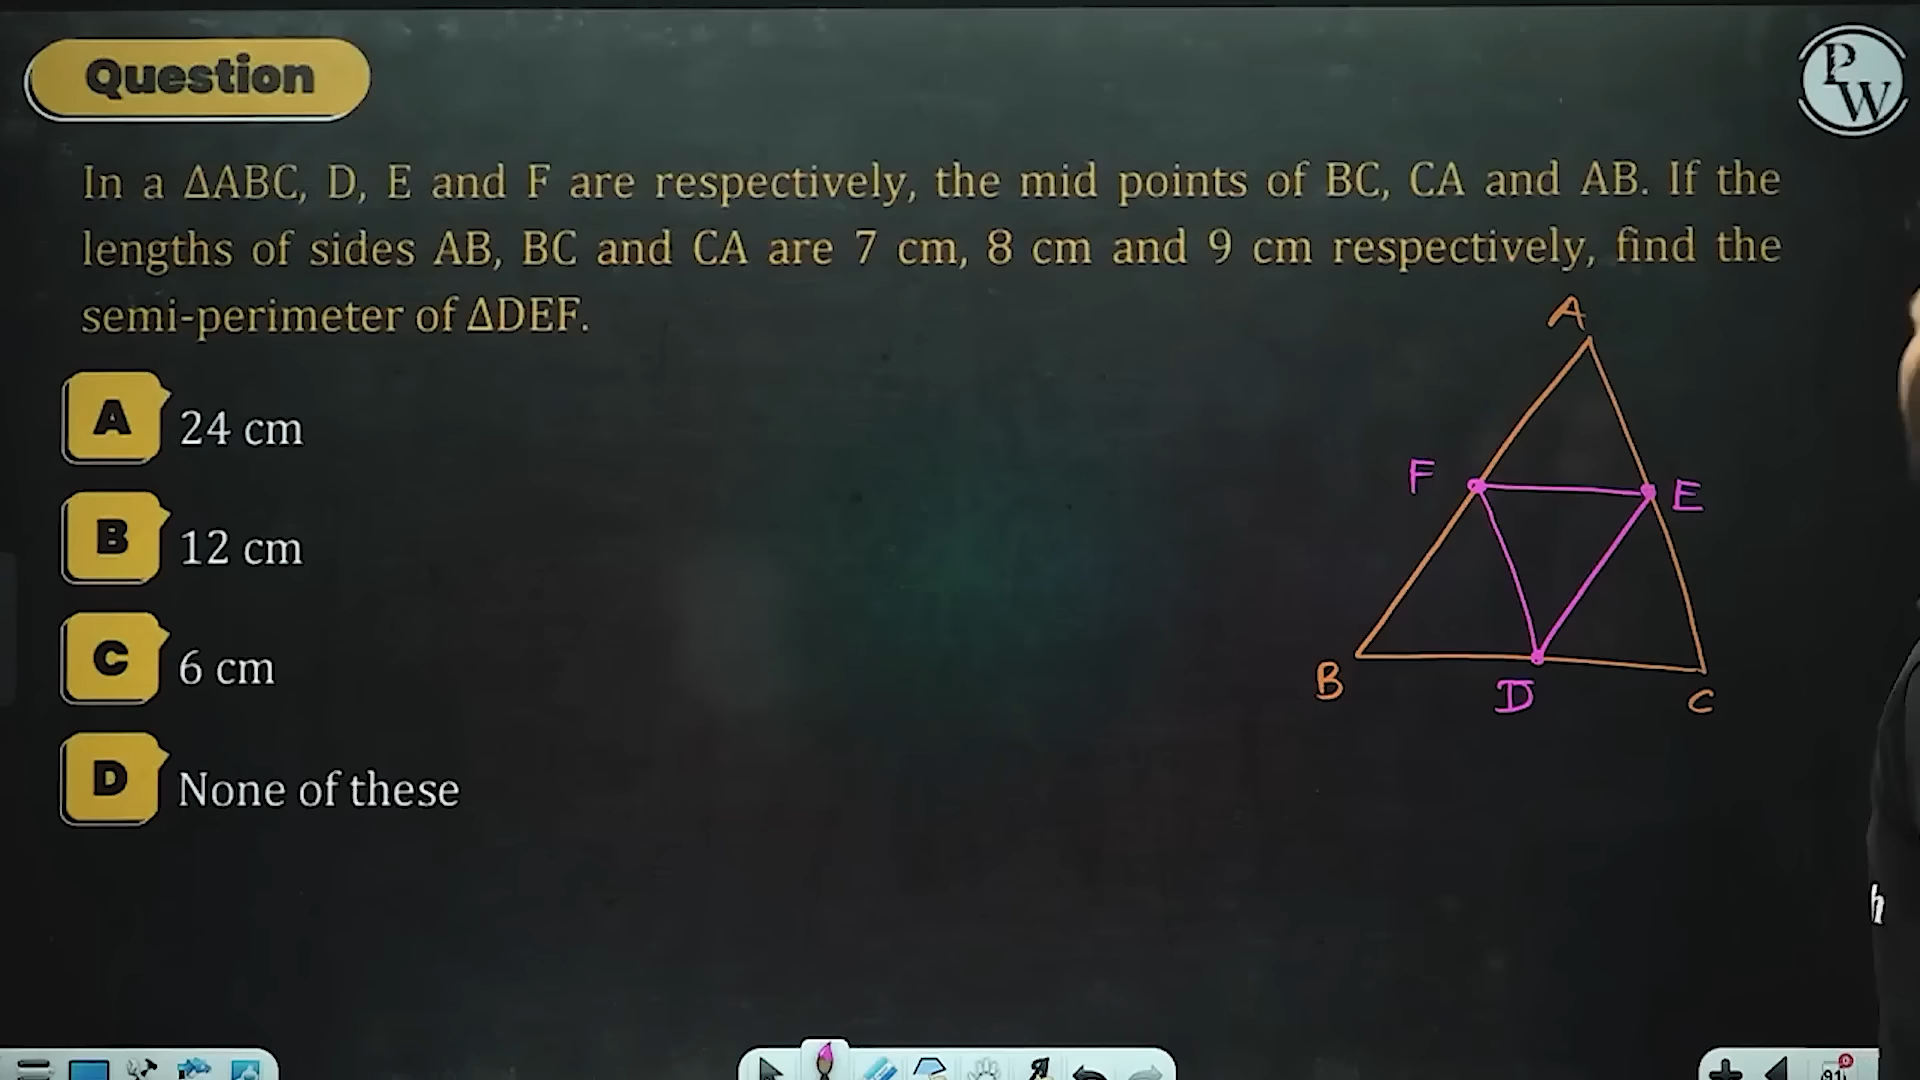 Question
P
W
In a ΔABC, D, E and F are respectively, the mid points of BC, CA and AB. If the
lengths of sides AB, BC and CA are 7 cm, 8 cm and 9 cm respectively, find the
semi-perimeter of ΔDEF.
A 24 cm
B 12 cm
C 6 cm
D None of these
A
F
E
B
D
C
h
91